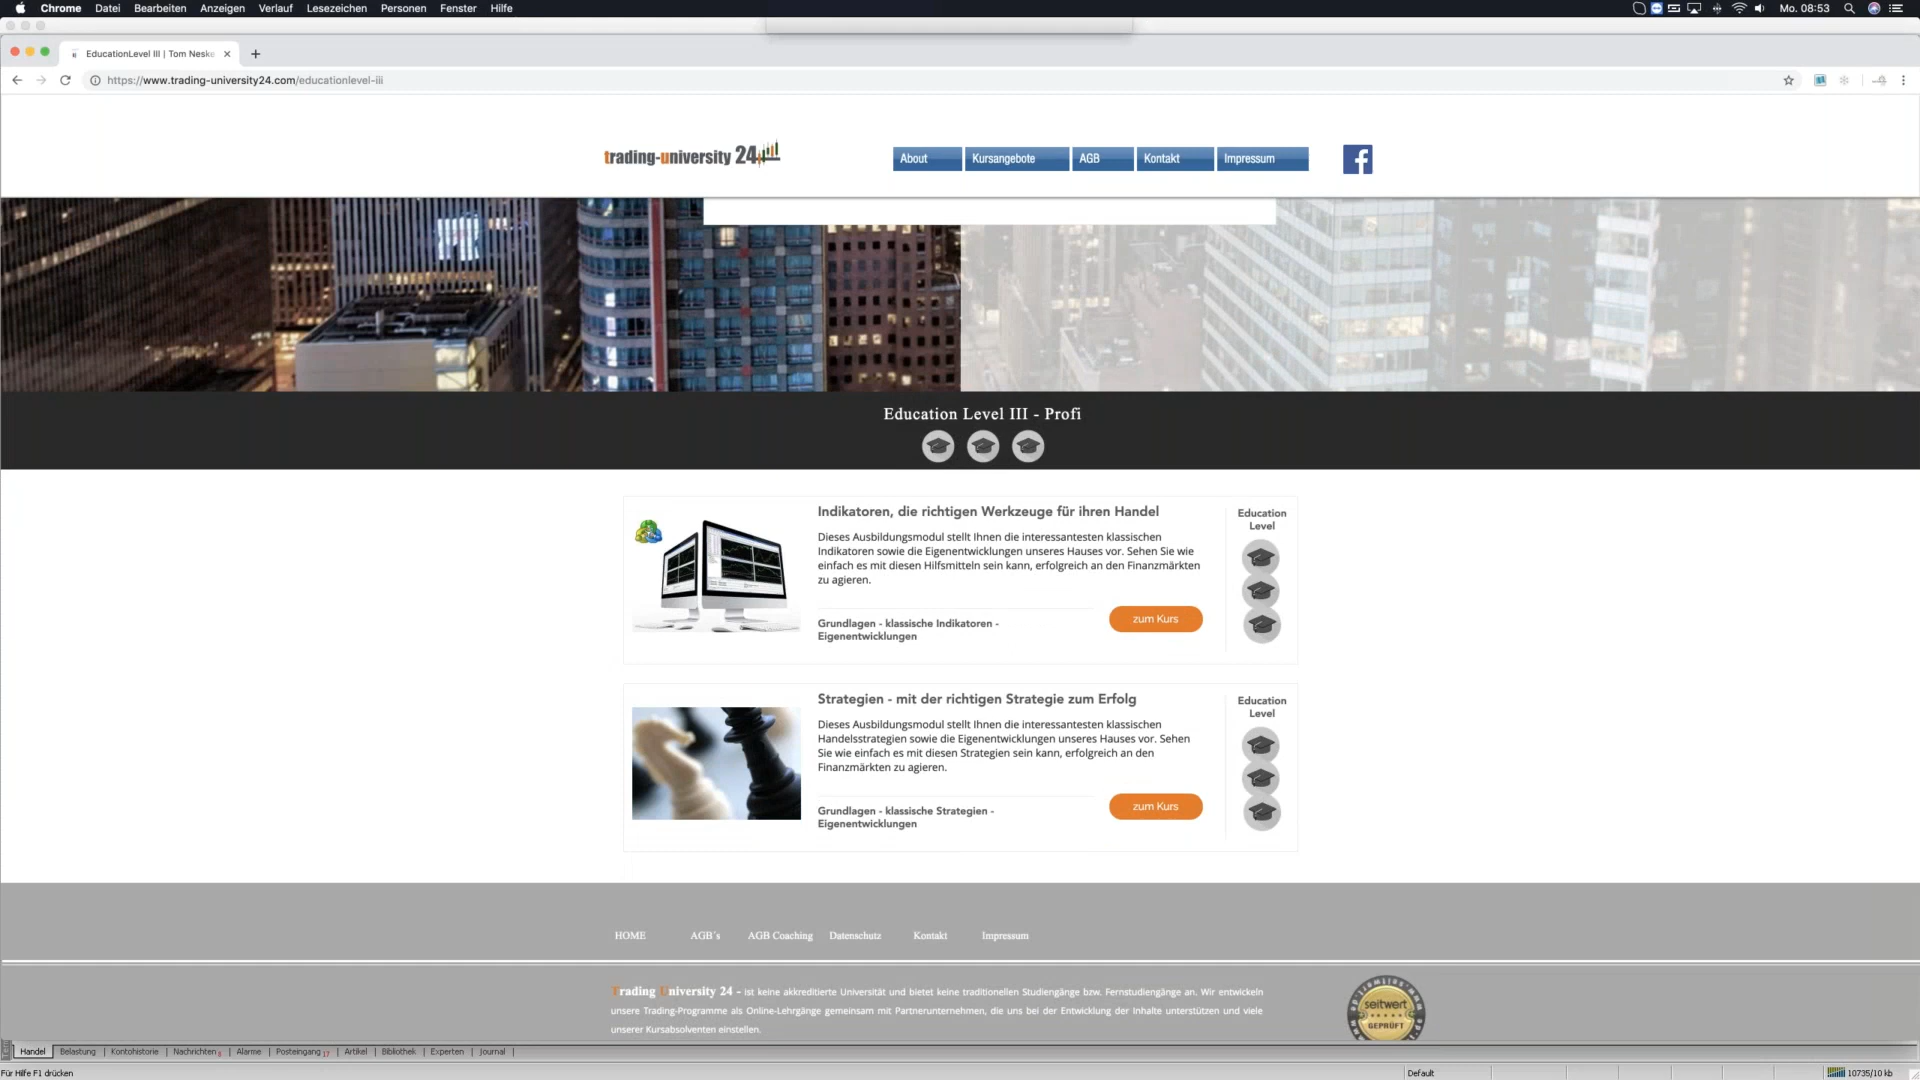 Chrome Datei Bearbeiten Anzeigen Verlauf Lesezeichen Personen Fenster Hilfe Mo. 08:53
EducationLevel III | Tom Neske
https://www.trading-university24.com/educationlevel-iii
trading-university 24
About Kursangebote AGB Kontakt Impressum
Education Level III - Profi
Indikatoren, die richtigen Werkzeuge für ihren Handel
Dieses Ausbildungsmodul stellt Ihnen die interessantesten klassischen
Indikatoren sowie die Eigenentwicklungen unseres Hauses vor. Sehen Sie wie
einfach es mit diesen Hilfsmitteln sein kann, erfolgreich an den Finanzmärkten
zu agieren.
Grundlagen - klassische Indikatoren -
Eigenentwicklungen
zum Kurs
Education
Level
Strategien - mit der richtigen Strategie zum Erfolg
Dieses Ausbildungsmodul stellt Ihnen die interessantesten klassischen
Handelsstrategien sowie die Eigenentwicklungen unseres Hauses vor. Sehen
Sie wie einfach es mit diesen Strategien sein kann, erfolgreich an den
Finanzmärkten zu agieren.
Grundlagen - klassische Strategien -
Eigenentwicklungen
zum Kurs
Education
Level
HOME AGB´s AGB Coaching Datenschutz Kontakt Impressum
Trading University 24 - ist keine akkreditierte Universität und bietet keine traditionellen Studiengänge bzw. Fernstudiengänge an. Wir entwickeln
unsere Trading-Programme als Online-Lehrgänge gemeinsam mit Partnerunternehmen, die uns bei der Entwicklung der Inhalte unterstützen und viele
unserer Kursabsolventen einstellen.
seitwert
GEPRÜFT
Handel | Belastung | Kontohistorie | Nachrichten | Alarme | Posteingang 17 | Artikel | Bibliothek | Experten | Journal |
Für Hilfe F1 drücken Default 10735/10 kb